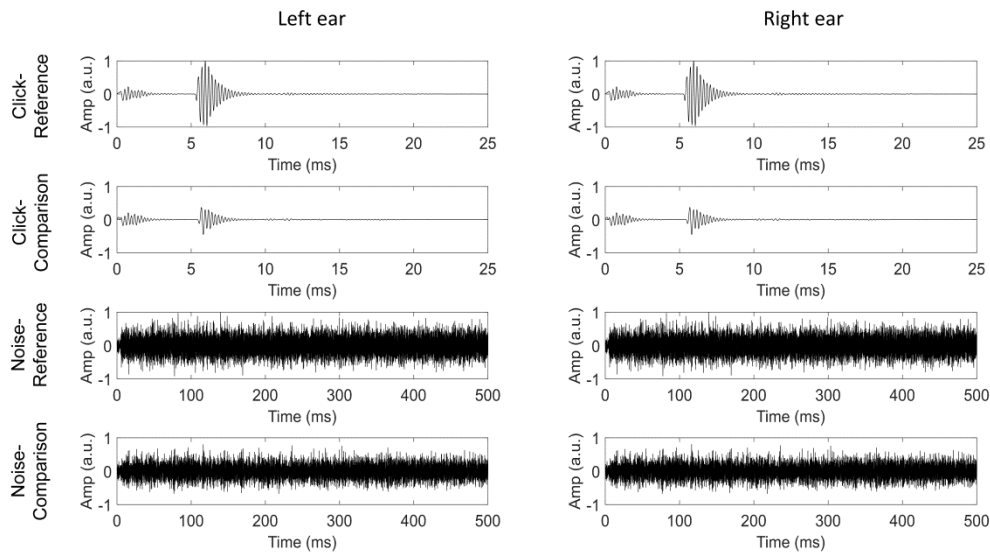 Left ear Right ear
Click-
Reference
Amp (a.u.)
1
0
-1
0 5 10 15 20 25
Time (ms)
Amp (a.u.)
1
0
-1
0 5 10 15 20 25
Time (ms)
Click-
Comparison
Amp (a.u.)
1
0
-1
0 5 10 15 20 25
Time (ms)
Amp (a.u.)
1
0
-1
0 5 10 15 20 25
Time (ms)
Noise-
Reference
Amp (a.u.)
1
0
-1
0 100 200 300 400 500
Time (ms)
Amp (a.u.)
1
0
-1
0 100 200 300 400 500
Time (ms)
Noise-
Comparison
Amp (a.u.)
1
0
-1
0 100 200 300 400 500
Time (ms)
Amp (a.u.)
1
0
-1
0 100 200 300 400 500
Time (ms)